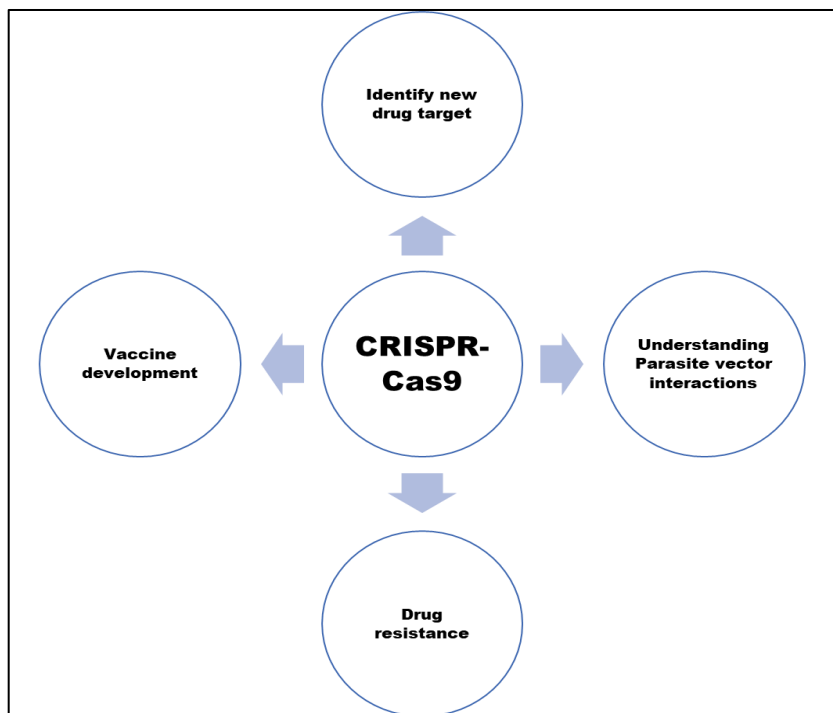 Identify new
drug target
Vaccine
development
CRISPR-
Cas9
Understanding
Parasite vector
interactions
Drug
resistance